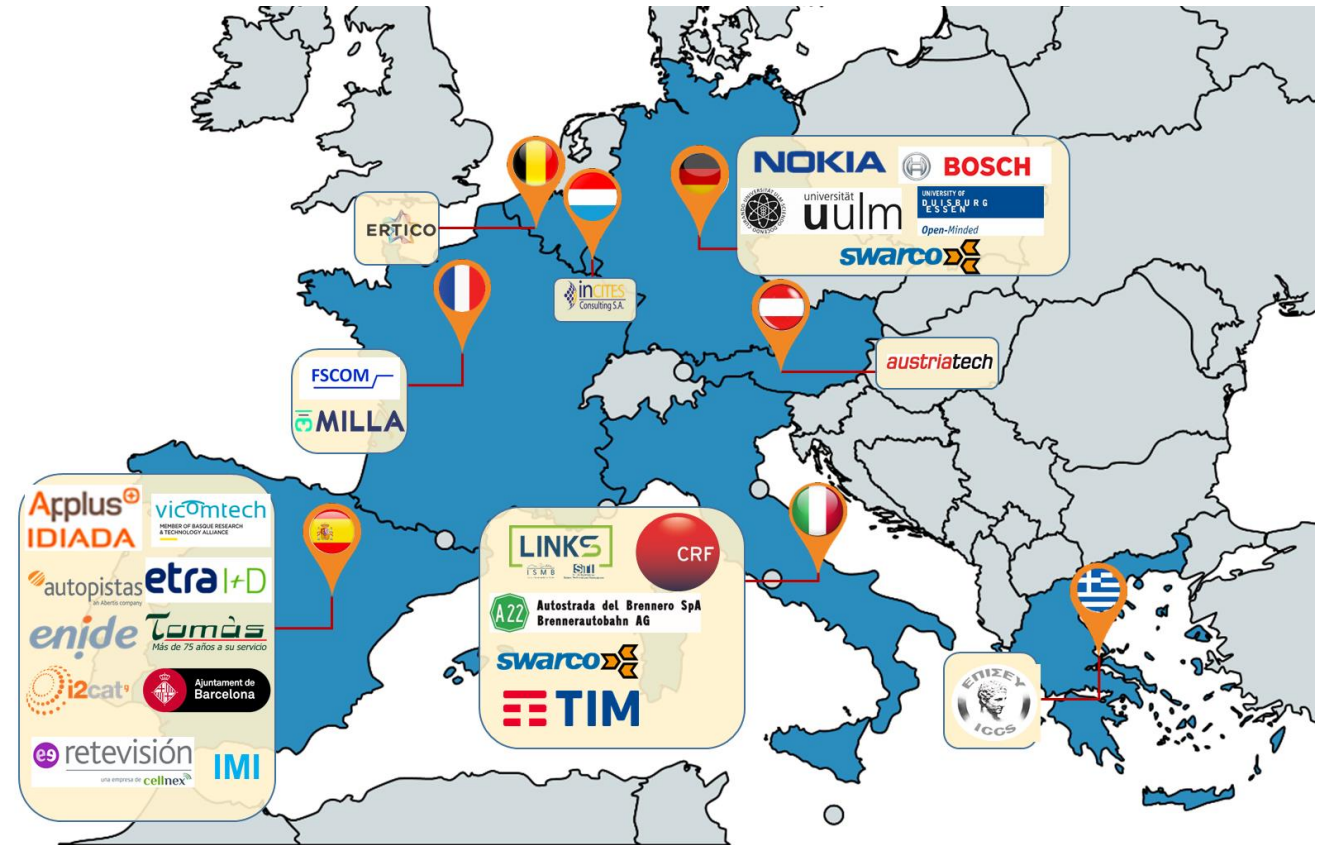 NOKIA
BOSCH
universität
uulm
UNIVERSITY OF
DUISBURG
ESSEN
Open-Minded
swarco
ERTICO
inCITES
Consulting S.A.
austriatech
FSCOM
MILLA
Applus+
IDIADA
vicomtech
MEMBER OF BASQUE RESEARCH
& TECHNOLOGY ALLIANCE
autopistas
an Abertis company
etra I+D
enide
Tomàs
Más de 75 años a su servicio
i2cat
Ajuntament de
Barcelona
retevisión
una empresa de cellnex
IMI
LINKS
ISMB
SiTI
CRF
A22
Autostrada del Brennero SpA
Brennerautobahn AG
swarco
TIM
ΕΠΙΣΕΥ
ICCS